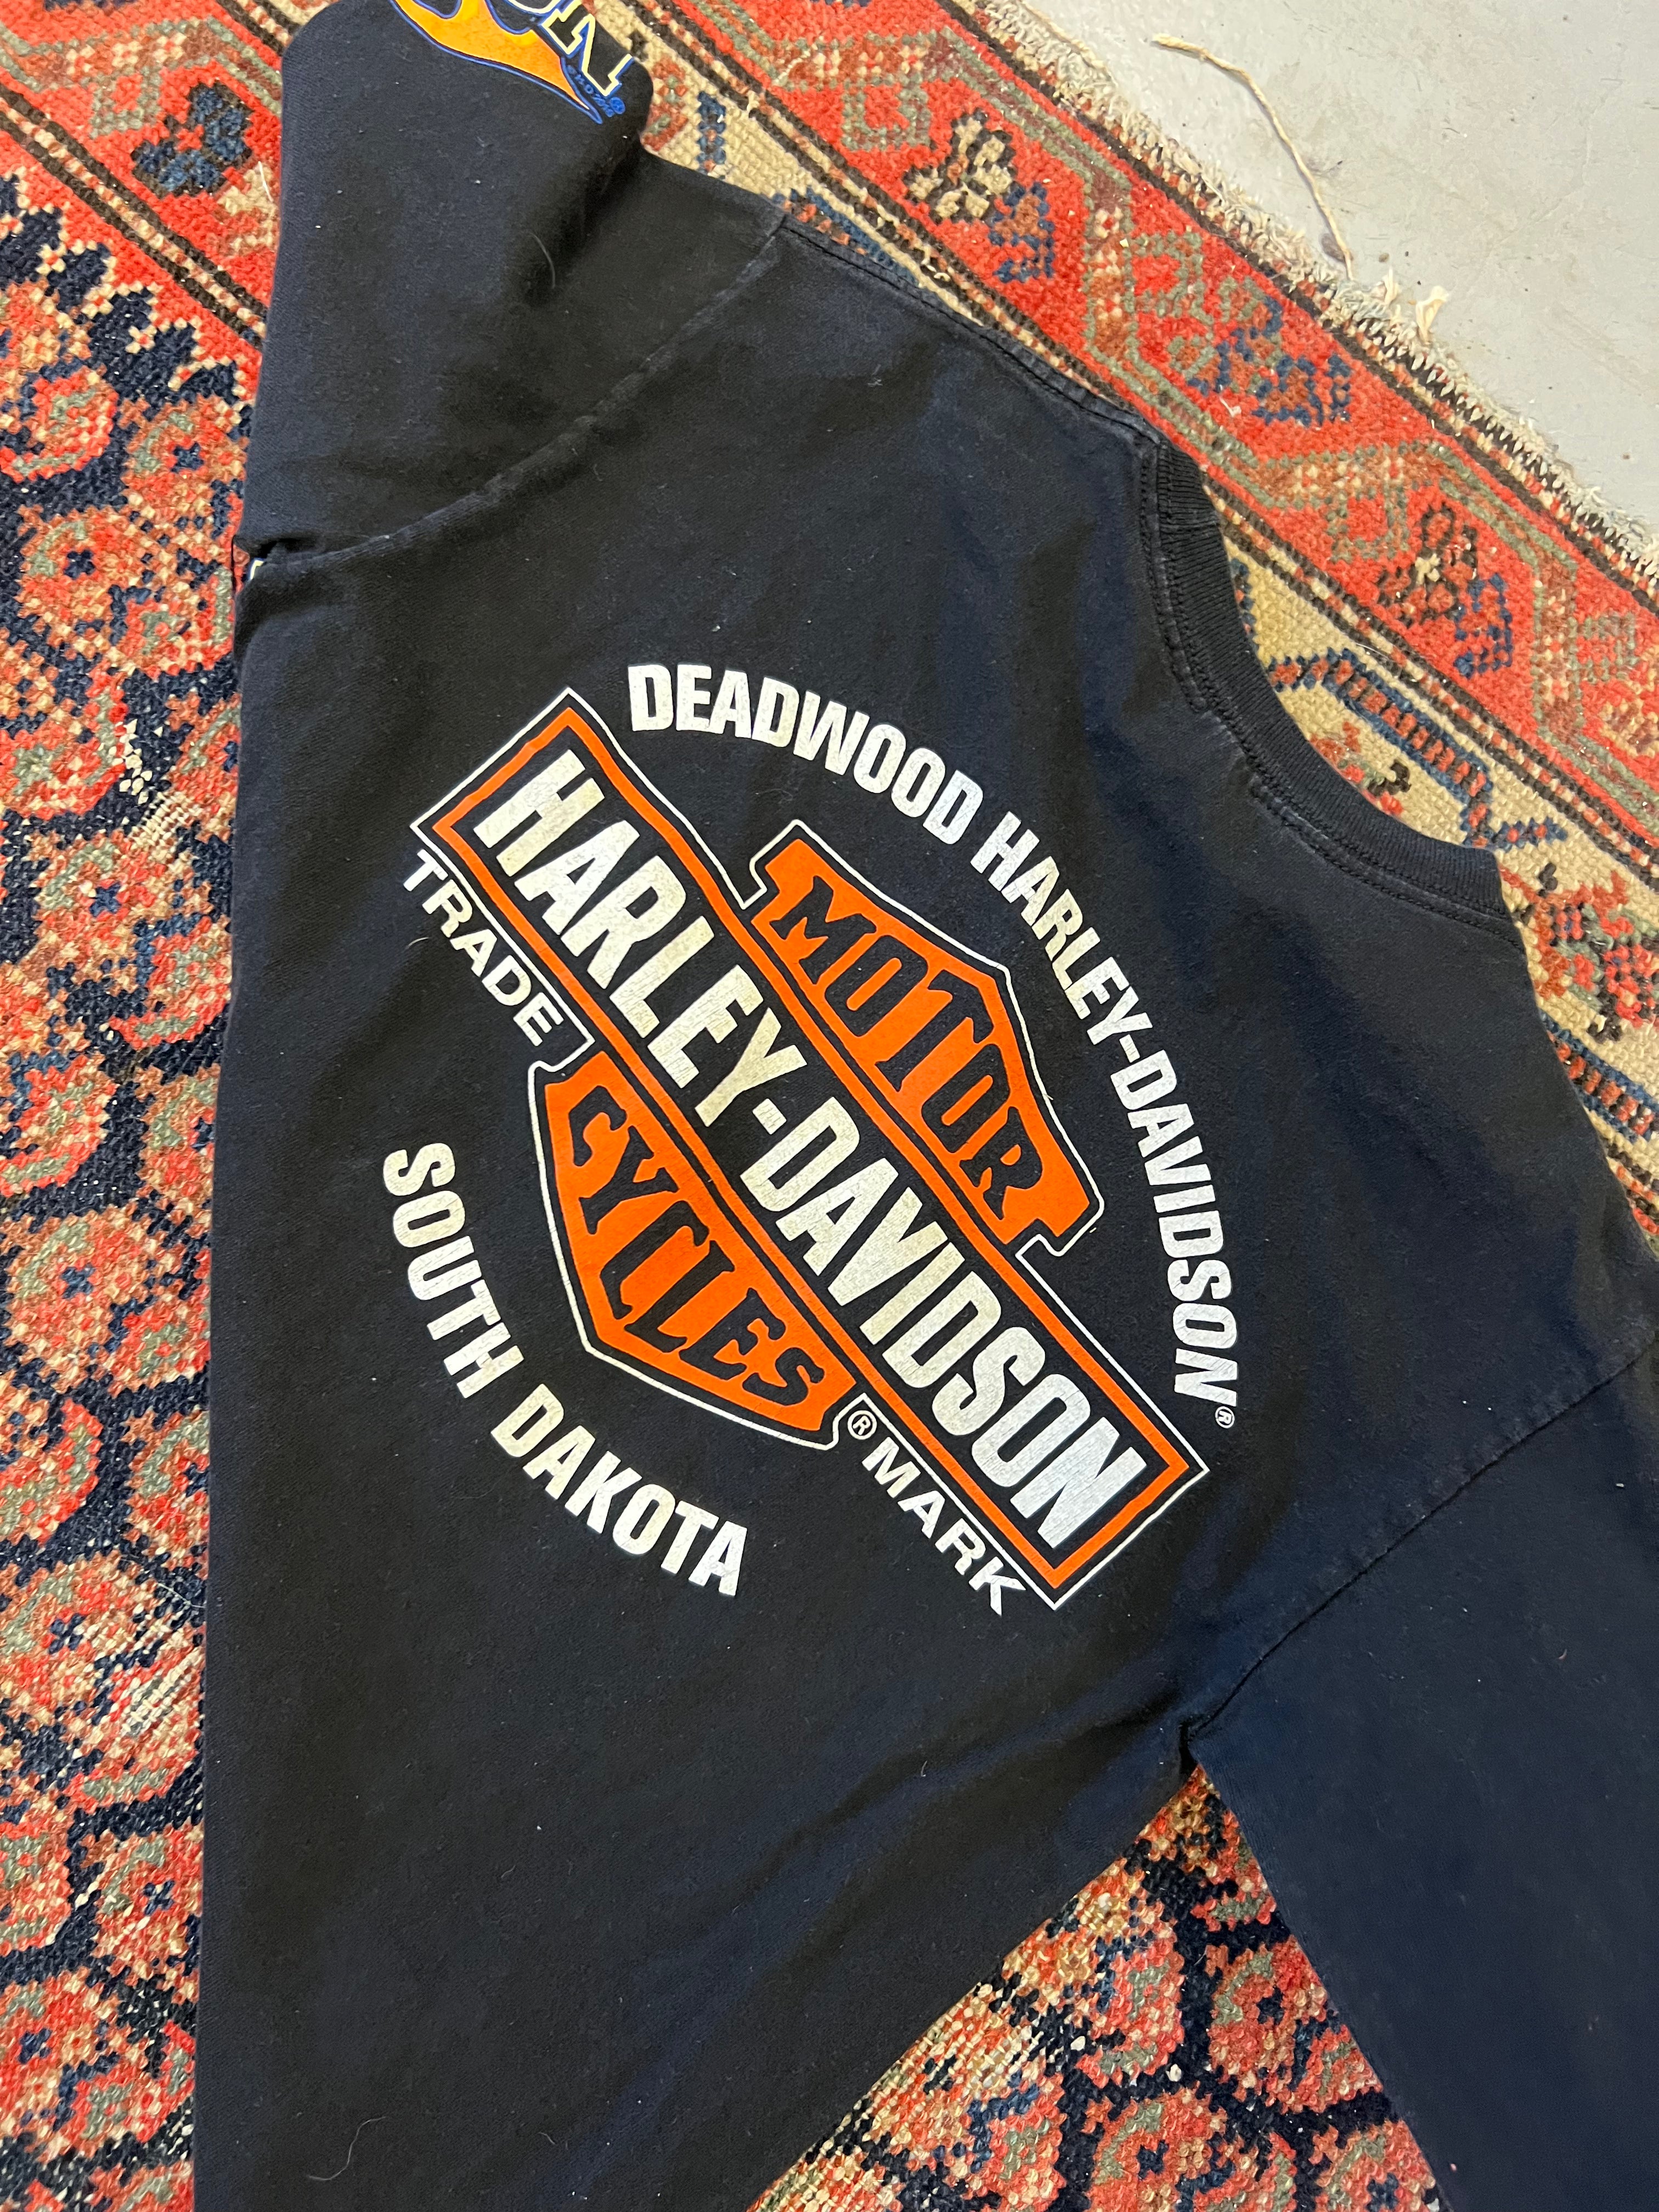 DEADWOOD HARLEY-DAVIDSON®
MOTOR
HARLEY-DAVIDSON
CYCLES
TRADE
® MARK
SOUTH DAKOTA